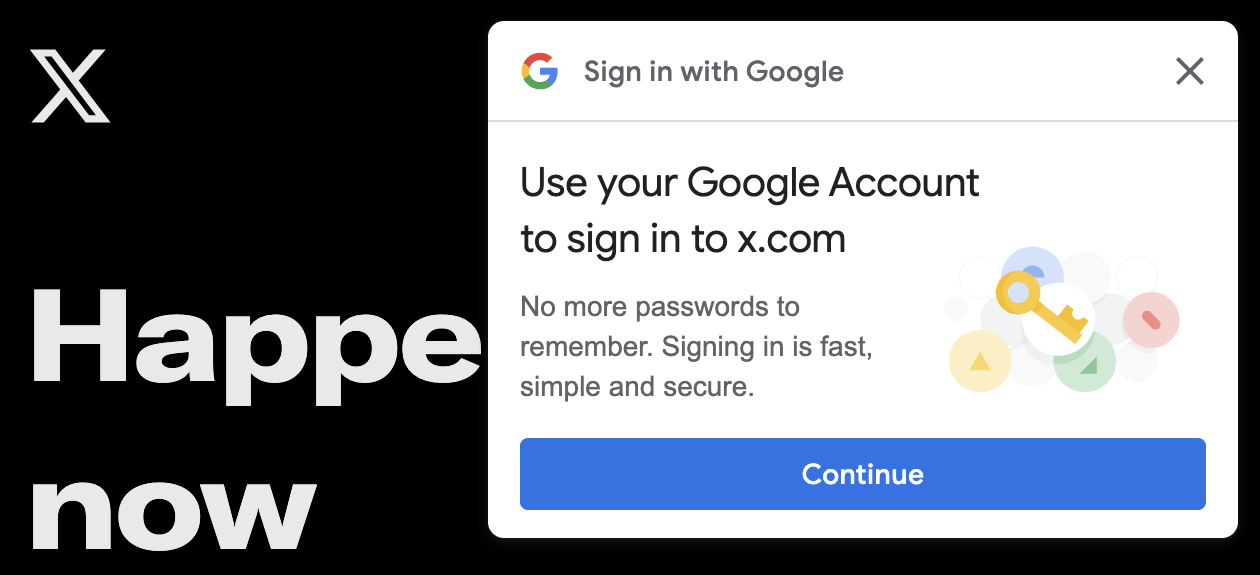 Sign in with Google
Use your Google Account
to sign in to x.com
No more passwords to
remember. Signing in is fast,
simple and secure.
Continue
Happe
now